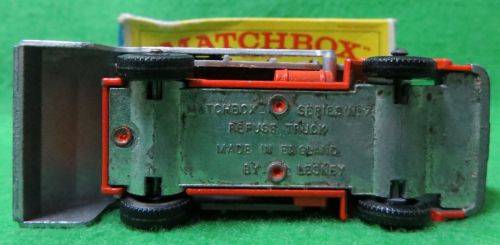 MATCHBOX
MATCHBOX SERIES No 7
REFUSE TRUCK
MADE IN ENGLAND
BY LESNEY